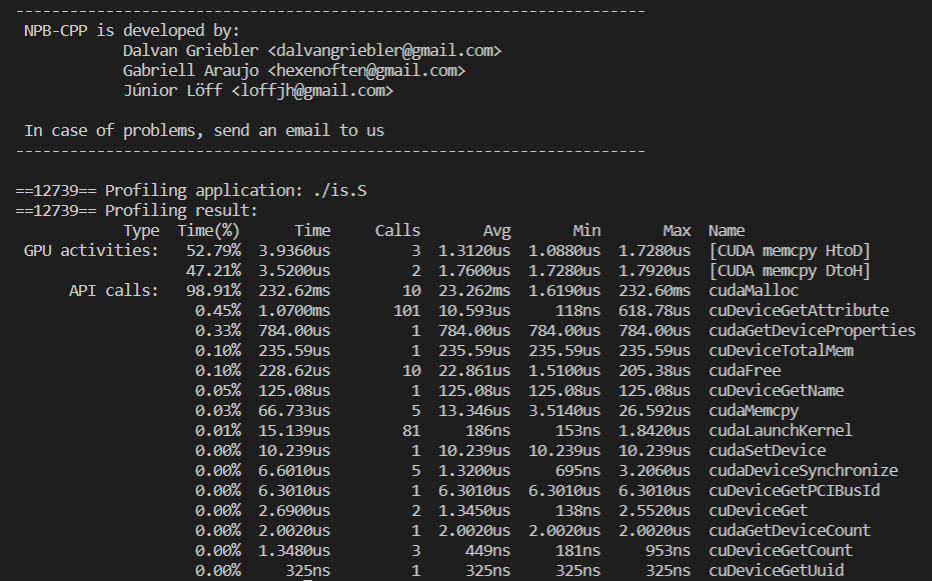 ----------------------------------------------------------------------
NPB-CPP is developed by:
Dalvan Griebler <dalvangriebler@gmail.com>
Gabriell Araujo <hexenoften@gmail.com>
Júnior Löff <loffjh@gmail.com>
In case of problems, send an email to us
----------------------------------------------------------------------
==12739== Profiling application: ./is.S
==12739== Profiling result:
Type Time(%) Time Calls Avg Min Max Name
GPU activities: 52.79% 3.9360us 3 1.3120us 1.0880us 1.7280us [CUDA memcpy HtoD]
47.21% 3.5200us 2 1.7600us 1.7280us 1.7920us [CUDA memcpy DtoH]
API calls: 98.91% 232.62ms 10 23.262ms 1.6190us 232.60ms cudaMalloc
0.45% 1.0700ms 101 10.593us 118ns 618.78us cuDeviceGetAttribute
0.33% 784.00us 1 784.00us 784.00us 784.00us cudaGetDeviceProperties
0.10% 235.59us 1 235.59us 235.59us 235.59us cuDeviceTotalMem
0.10% 228.62us 10 22.861us 1.5100us 205.38us cudaFree
0.05% 125.08us 1 125.08us 125.08us 125.08us cuDeviceGetName
0.03% 66.733us 5 13.346us 3.5140us 26.592us cudaMemcpy
0.01% 15.139us 81 186ns 153ns 1.8420us cudaLaunchKernel
0.00% 10.239us 1 10.239us 10.239us 10.239us cudaSetDevice
0.00% 6.6010us 5 1.3200us 695ns 3.2060us cudaDeviceSynchronize
0.00% 6.3010us 1 6.3010us 6.3010us 6.3010us cuDeviceGetPCIBusId
0.00% 2.6900us 2 1.3450us 138ns 2.5520us cuDeviceGet
0.00% 2.0020us 1 2.0020us 2.0020us 2.0020us cudaGetDeviceCount
0.00% 1.3480us 3 449ns 181ns 953ns cuDeviceGetCount
0.00% 325ns 1 325ns 325ns 325ns cuDeviceGetUuid